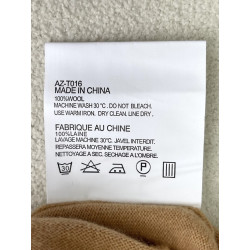 AZ-T016
MADE IN CHINA
100%WOOL
MACHINE WASH 30℃ . DO NOT BLEACH.
USE WARM IRON. DRY CLEAN. LINE DRY .
FABRIQUE AU CHINE
100%LAINE
LAVAGE MACHINE 30℃. JAVEL INTERDIT.
REPASSERA MOYENNE TEMPERATURE.
NETTOYAGE A SEC. SECHAGE A L'OMBRE.
30
P